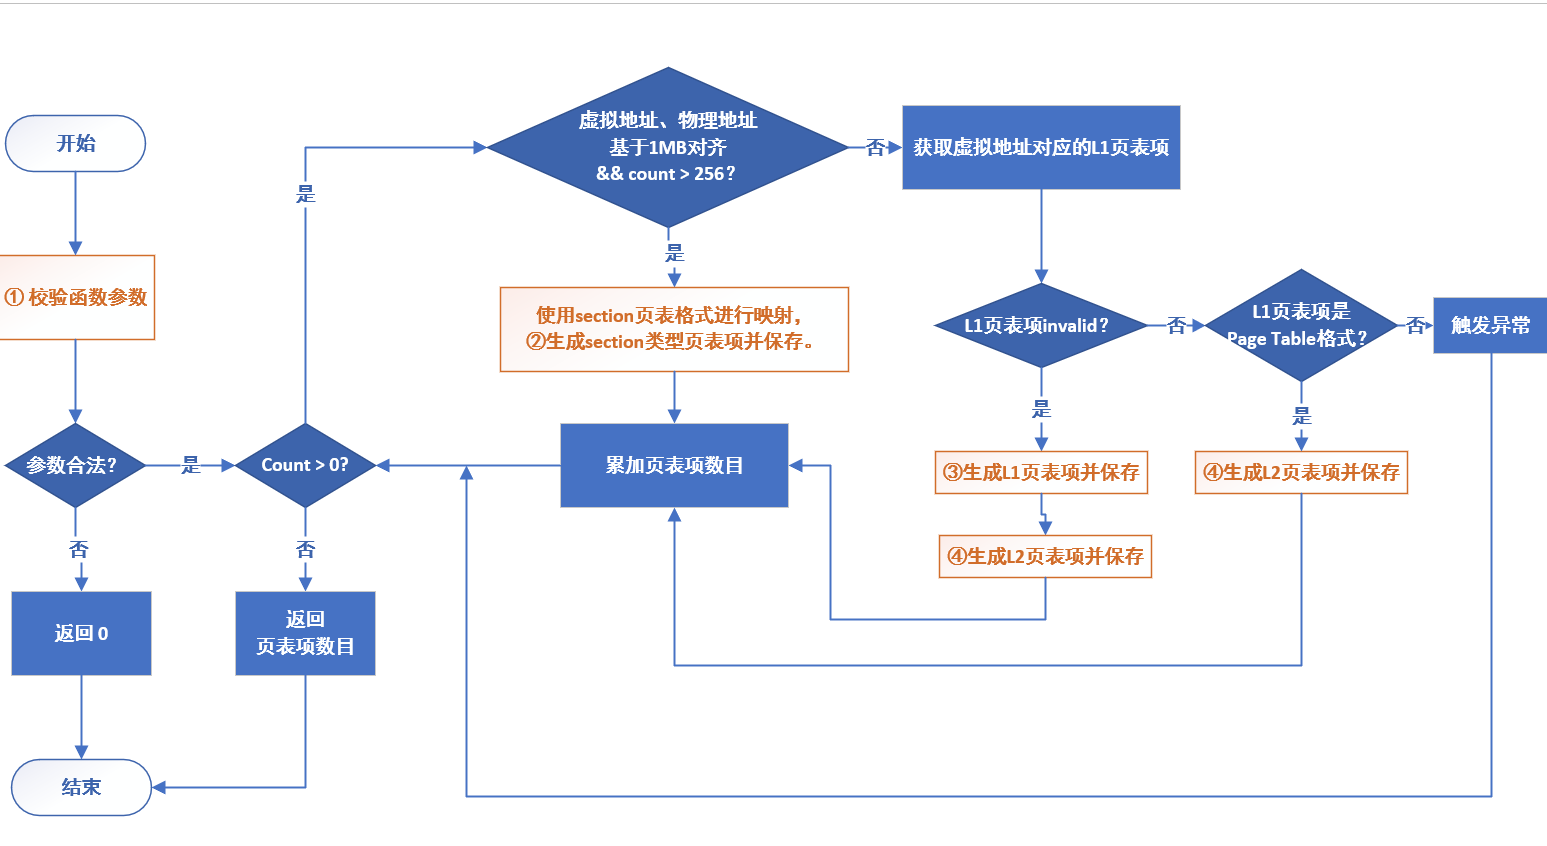 开始
① 校验函数参数
参数合法?
是
否
返回 0
结束
Count > 0?
是
否
返回
页表项数目
虚拟地址、物理地址
基于1MB对齐
&& count > 256?
是
否
使用section页表格式进行映射，
②生成section类型页表项并保存。
累加页表项数目
获取虚拟地址对应的L1页表项
L1页表项invalid?
否
是
③生成L1页表项并保存
④生成L2页表项并保存
L1页表项是
Page Table格式?
否
是
④生成L2页表项并保存
触发异常